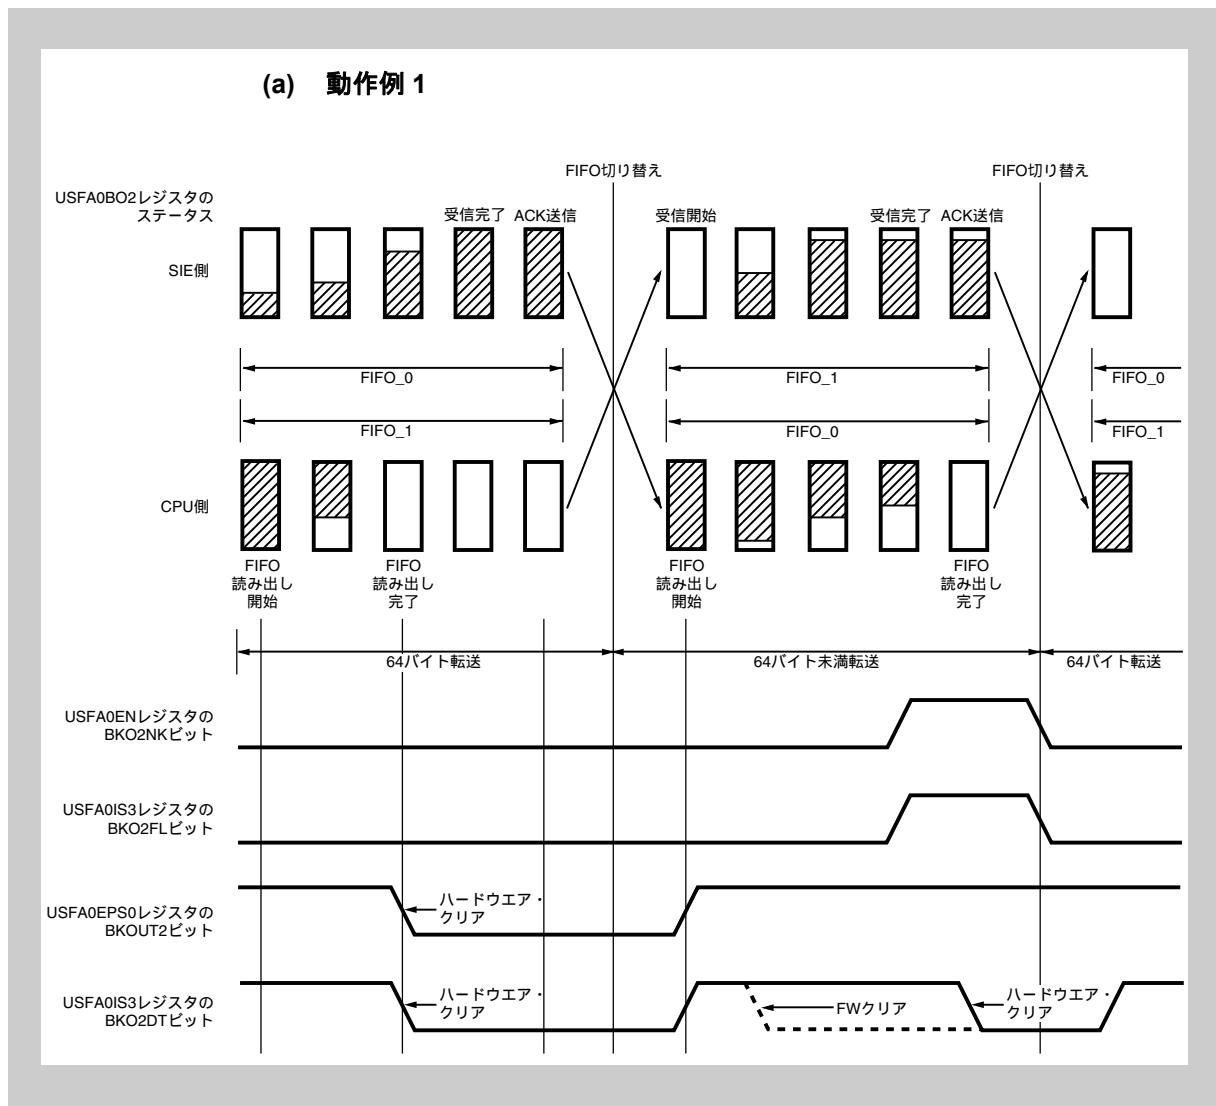 (a) 動作例 1
FIFO切り替え
FIFO切り替え
USFA0BO2レジスタの
ステータス
受信完了
ACK送信
受信開始
受信完了
ACK送信
SIE側
FIFO_0
FIFO_1
FIFO_0
FIFO_1
FIFO_0
FIFO_1
CPU側
FIFO
読み出し
開始
FIFO
読み出し
完了
FIFO
読み出し
開始
FIFO
読み出し
完了
64バイト転送
64バイト未満転送
64バイト転送
USFA0ENレジスタの
BKO2NKビット
USFA0IS3レジスタの
BKO2FLビット
USFA0EPS0レジスタの
BKOUT2ビット
ハードウエア・
クリア
USFA0IS3レジスタの
BKO2DTビット
ハードウエア・
クリア
FWクリア
ハードウエア・
クリア